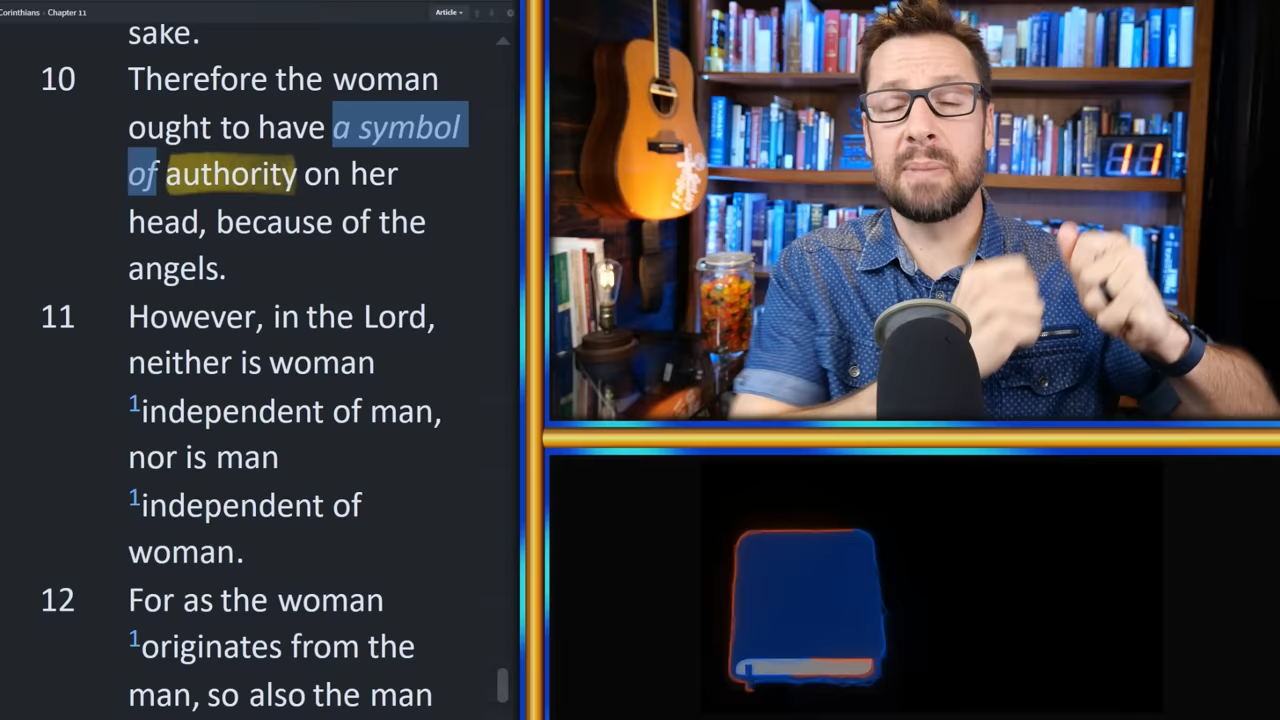 Corinthians › Chapter 11
Article
sake.
10 Therefore the woman
ought to have a symbol
of authority on her
head, because of the
angels.
11 However, in the Lord,
neither is woman
1independent of man,
nor is man
1independent of
woman.
12 For as the woman
1originates from the
man, so also the man
11